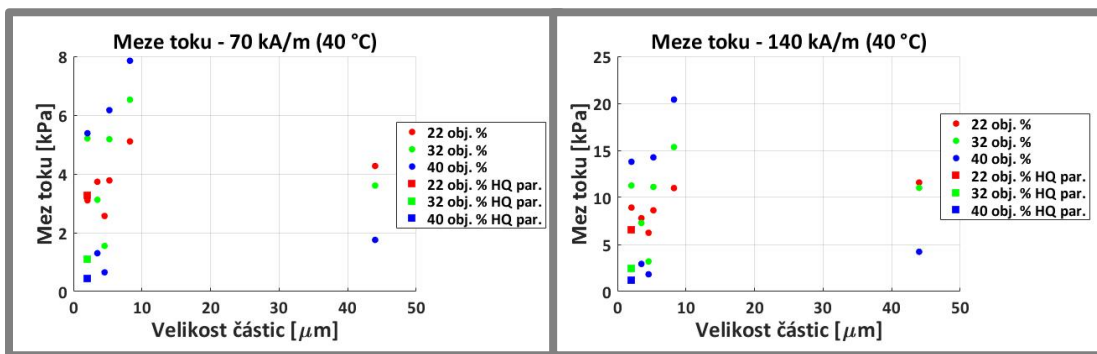 Meze toku - 70 kA/m (40 °C)
Mez toku [kPa]
8
6
4
2
0
0 10 20 30 40 50
Velikost částic [μm]
22 obj. %
32 obj. %
40 obj. %
22 obj. % HQ par.
32 obj. % HQ par.
40 obj. % HQ par.
Meze toku - 140 kA/m (40 °C)
Mez toku [kPa]
25
20
15
10
5
0
0 10 20 30 40 50
Velikost částic [μm]
22 obj. %
32 obj. %
40 obj. %
22 obj. % HQ par.
32 obj. % HQ par.
40 obj. % HQ par.